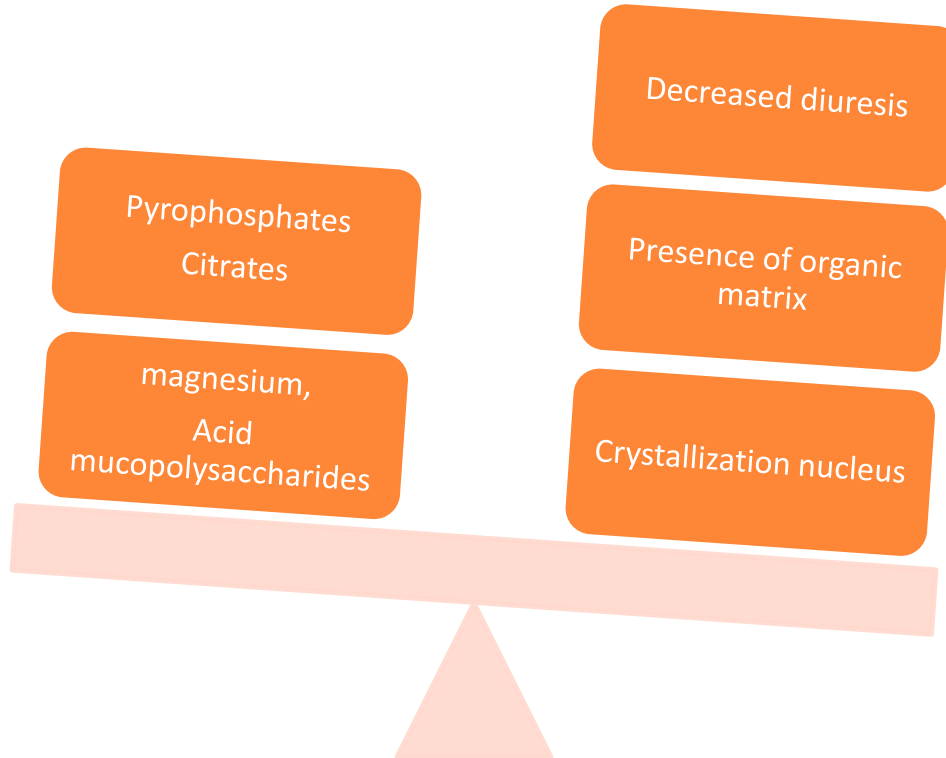 Pyrophosphates
Citrates
magnesium,
Acid
mucopolysaccharides
Decreased diuresis
Presence of organic
matrix
Crystallization nucleus